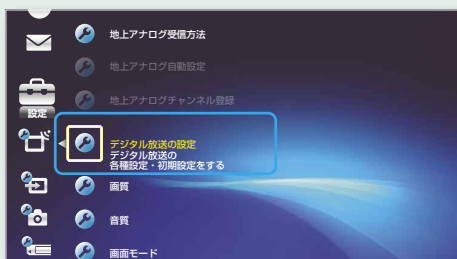 地上アナログ受信方法
地上アナログ自動設定
地上アナログチャンネル登録
設定
デジタル放送の設定
デジタル放送の
各種設定・初期設定をする
画質
音質
画面モード